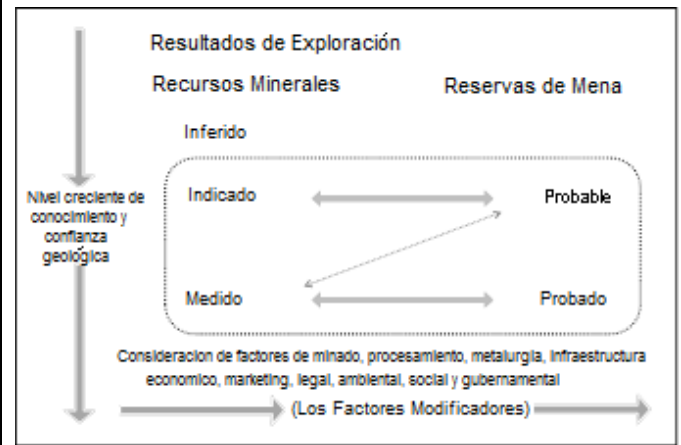 Resultados de Exploración
Recursos Minerales Reservas de Mena
Inferido
Nivel creciente de
conocimiento y
confianza
geológica
Indicado Probable
Medido Probado
Consideracion de factores de minado, procesamiento, metalurgia, infraestructura
economico, marketing, legal, ambiental, social y gubernamental
(Los Factores Modificadores)